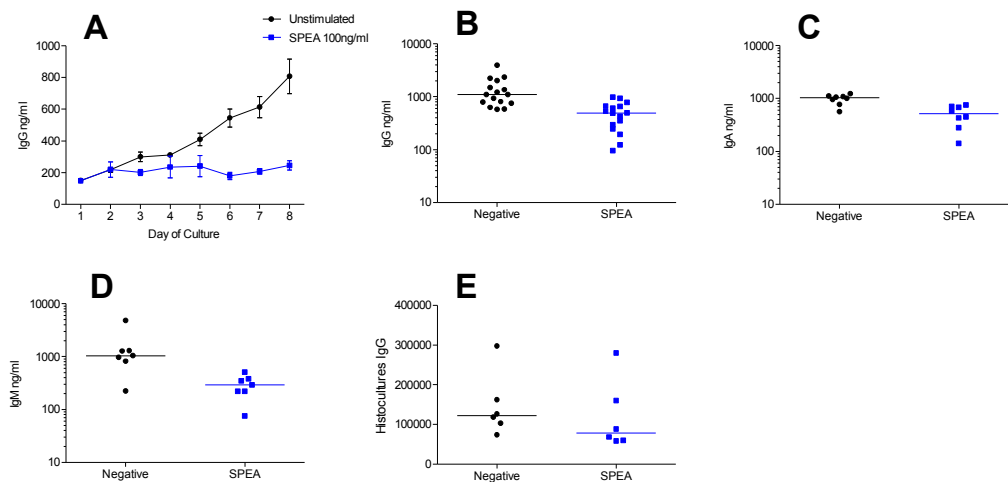 A
Unstimulated
SPEA 100ng/ml
1000
800
600
400
200
0
IgG ng/ml
1 2 3 4 5 6 7 8
Day of Culture
B
10000
1000
100
10
IgG ng/ml
Negative SPEA
C
10000
1000
100
10
IgA ng/ml
Negative SPEA
D
10000
1000
100
10
IgM ng/ml
Negative SPEA
E
400000
300000
200000
100000
0
Histocultures IgG
Negative SPEA